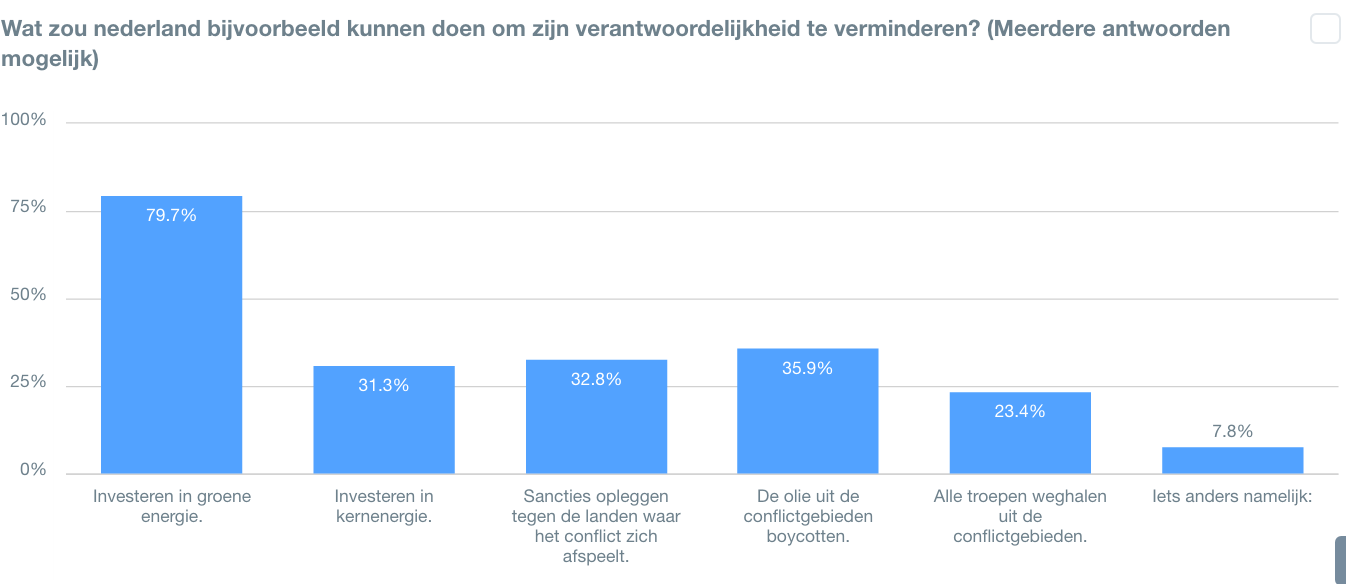 Wat zou nederland bijvoorbeeld kunnen doen om zijn verantwoordelijkheid te verminderen? (Meerdere antwoorden
mogelijk)
100%
75%
50%
25%
0%
79.7%
31.3%
32.8%
35.9%
23.4%
7.8%
Investeren in groene
energie.
Investeren in
kernenergie.
Sancties opleggen
tegen de landen waar
het conflict zich
afspeelt.
De olie uit de
conflictgebieden
boycotten.
Alle troepen weghalen
uit de
conflictgebieden.
Iets anders namelijk: